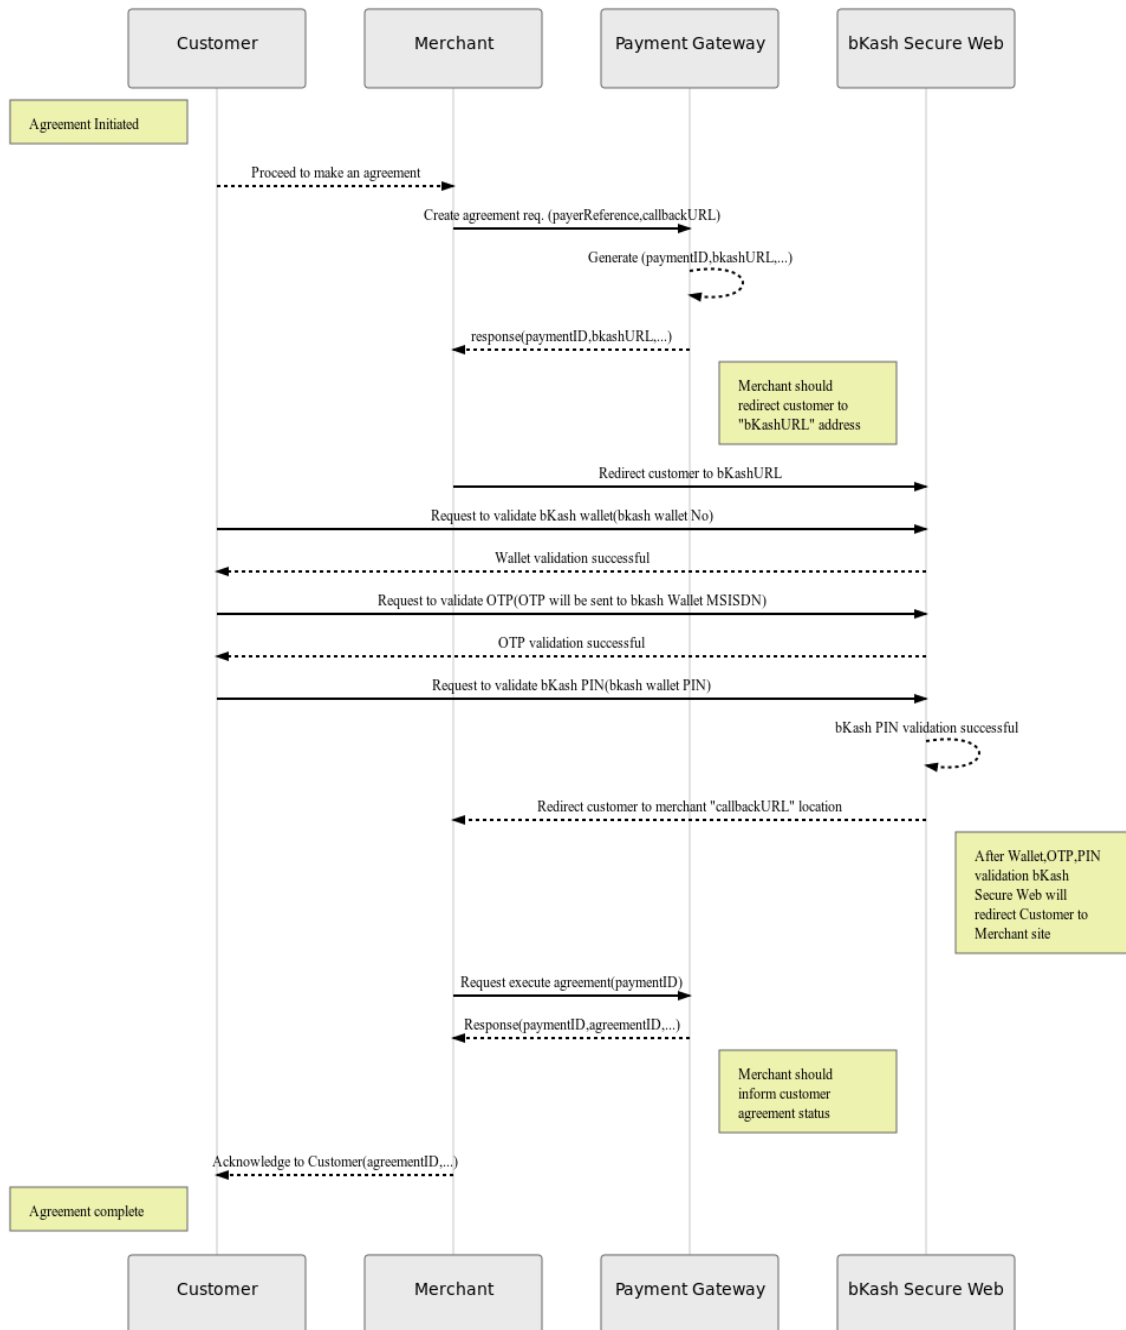 Customer
Merchant
Payment Gateway
bKash Secure Web
Agreement Initiated
Proceed to make an agreement
Create agreement req. (payerReference,callbackURL)
Generate (paymentID,bkashURL,...)
response(paymentID,bkashURL,...)
Merchant should
redirect customer to
"bKashURL" address
Redirect customer to bKashURL
Request to validate bKash wallet(bkash wallet No)
Wallet validation successful
Request to validate OTP(OTP will be sent to bkash Wallet MSISDN)
OTP validation successful
Request to validate bKash PIN(bkash wallet PIN)
bKash PIN validation successful
Redirect customer to merchant "callbackURL" location
After Wallet,OTP,PIN
validation bKash
Secure Web will
redirect Customer to
Merchant site
Request execute agreement(paymentID)
Response(paymentID,agreementID,...)
Merchant should
inform customer
agreement status
Acknowledge to Customer(agreementID,...)
Agreement complete
Customer
Merchant
Payment Gateway
bKash Secure Web